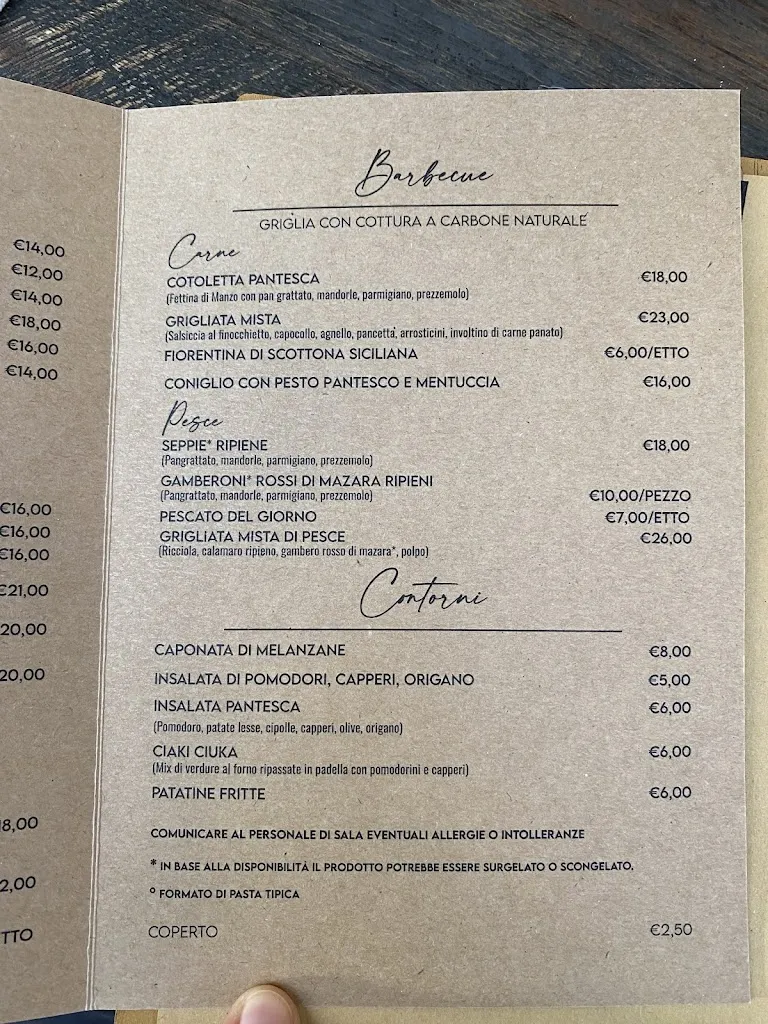 €14,00
€12,00
€14,00
€18,00
€16,00
€14,00
€16,00
€16,00
€16,00
€21,00
20,00
20,00
8,00
2,00
TTO
Barbecue
GRIGLIA CON COTTURA A CARBONE NATURALE
Carne
COTOLETTA PANTESCA €18,00
(Fettina di Manzo con pan grattato, mandorle, parmigiano, prezzemolo)
GRIGLIATA MISTA €23,00
(Salsiccia al finocchietto, capocollo, agnello, pancetta, arrosticini, involtino di carne panato)
FIORENTINA DI SCOTTONA SICILIANA €6,00/ETTO
CONIGLIO CON PESTO PANTESCO E MENTUCCIA €16,00
Pesce
SEPPIE* RIPIENE €18,00
(Pangrattato, mandorle, parmigiano, prezzemolo)
GAMBERONI* ROSSI DI MAZARA RIPIENI
(Pangrattato, mandorle, parmigiano, prezzemolo) €10,00/PEZZO
PESCATO DEL GIORNO €7,00/ETTO
GRIGLIATA MISTA DI PESCE €26,00
(Ricciola, calamaro ripieno, gambero rosso di mazara*, polpo)
Contorni
CAPONATA DI MELANZANE €8,00
INSALATA DI POMODORI, CAPPERI, ORIGANO €5,00
INSALATA PANTESCA €6,00
(Pomodoro, patate lesse, cipolle, capperi, olive, origano)
CIAKI CIUKA €6,00
(Mix di verdure al forno ripassate in padella con pomodorini e capperi)
PATATINE FRITTE €6,00
COMUNICARE AL PERSONALE DI SALA EVENTUALI ALLERGIE O INTOLLERANZE
* IN BASE ALLA DISPONIBILITÀ IL PRODOTTO POTREBBE ESSERE SURGELATO O SCONGELATO.
° FORMATO DI PASTA TIPICA
COPERTO €2,50